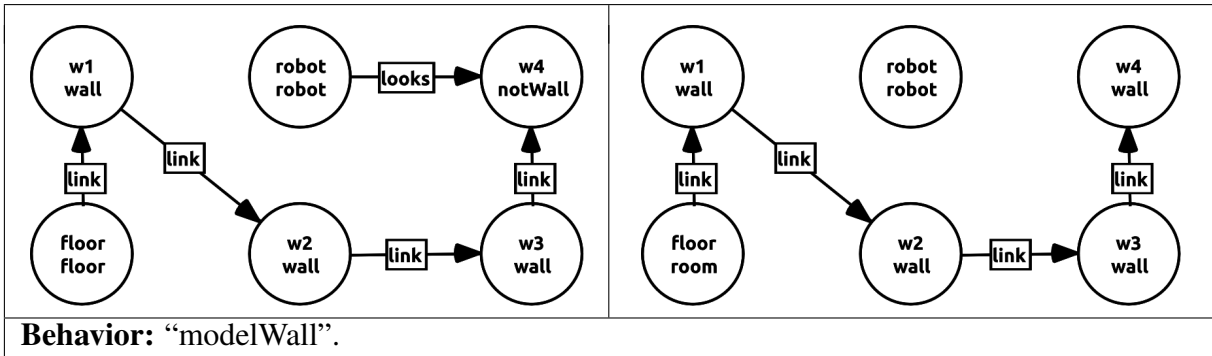 w1
wall
robot
robot
looks
w4
notWall
link
link
link
floor
floor
w2
wall
link
w3
wall
w1
wall
robot
robot
w4
wall
link
link
link
floor
room
w2
wall
link
w3
wall
Behavior: “modelWall”.